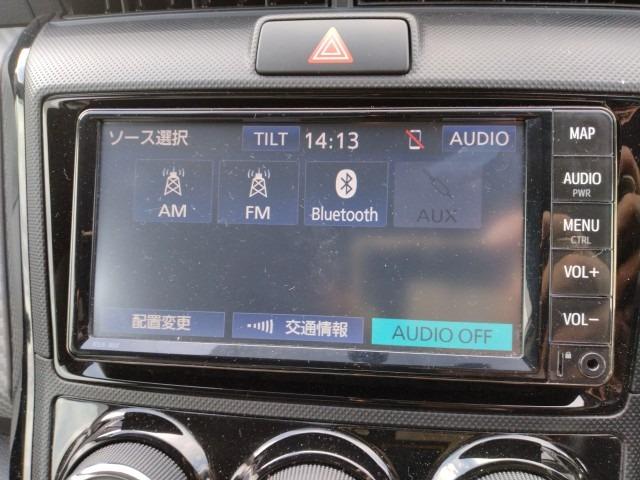 ソース選択 TILT 14:13 AUDIO
AM FM Bluetooth AUX
配置変更 交通情報 AUDIO OFF
MAP
AUDIO
PWR
MENU
CTRL
VOL+
VOL−